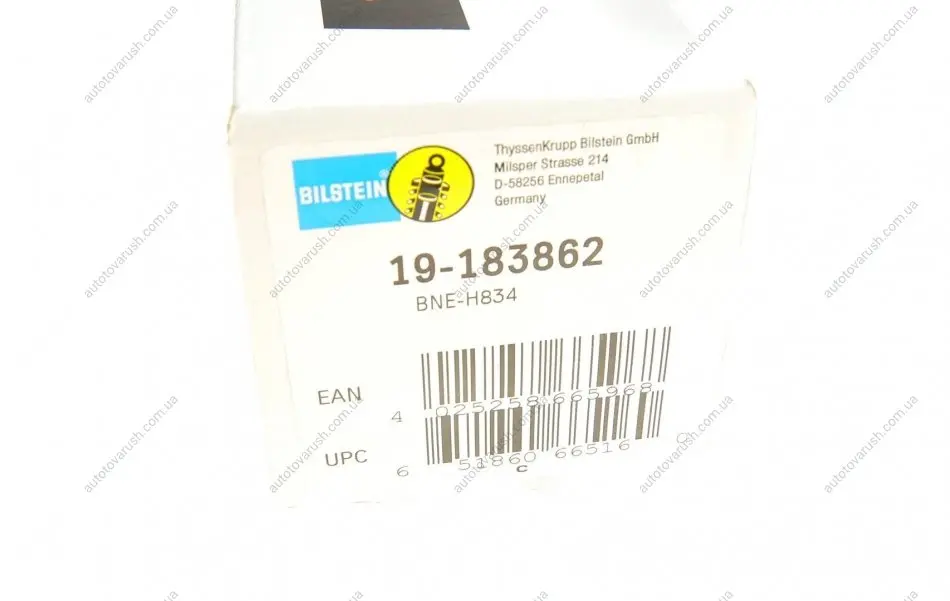 ThyssenKrupp Bilstein GmbH
Milsper Strasse 214
D-58256 Ennepetal
Germany
BILSTEIN®
19-183862
BNE-H834
EAN
4 025258 665968
UPC
6 51860 66516 0
c
autotovarush.com.ua